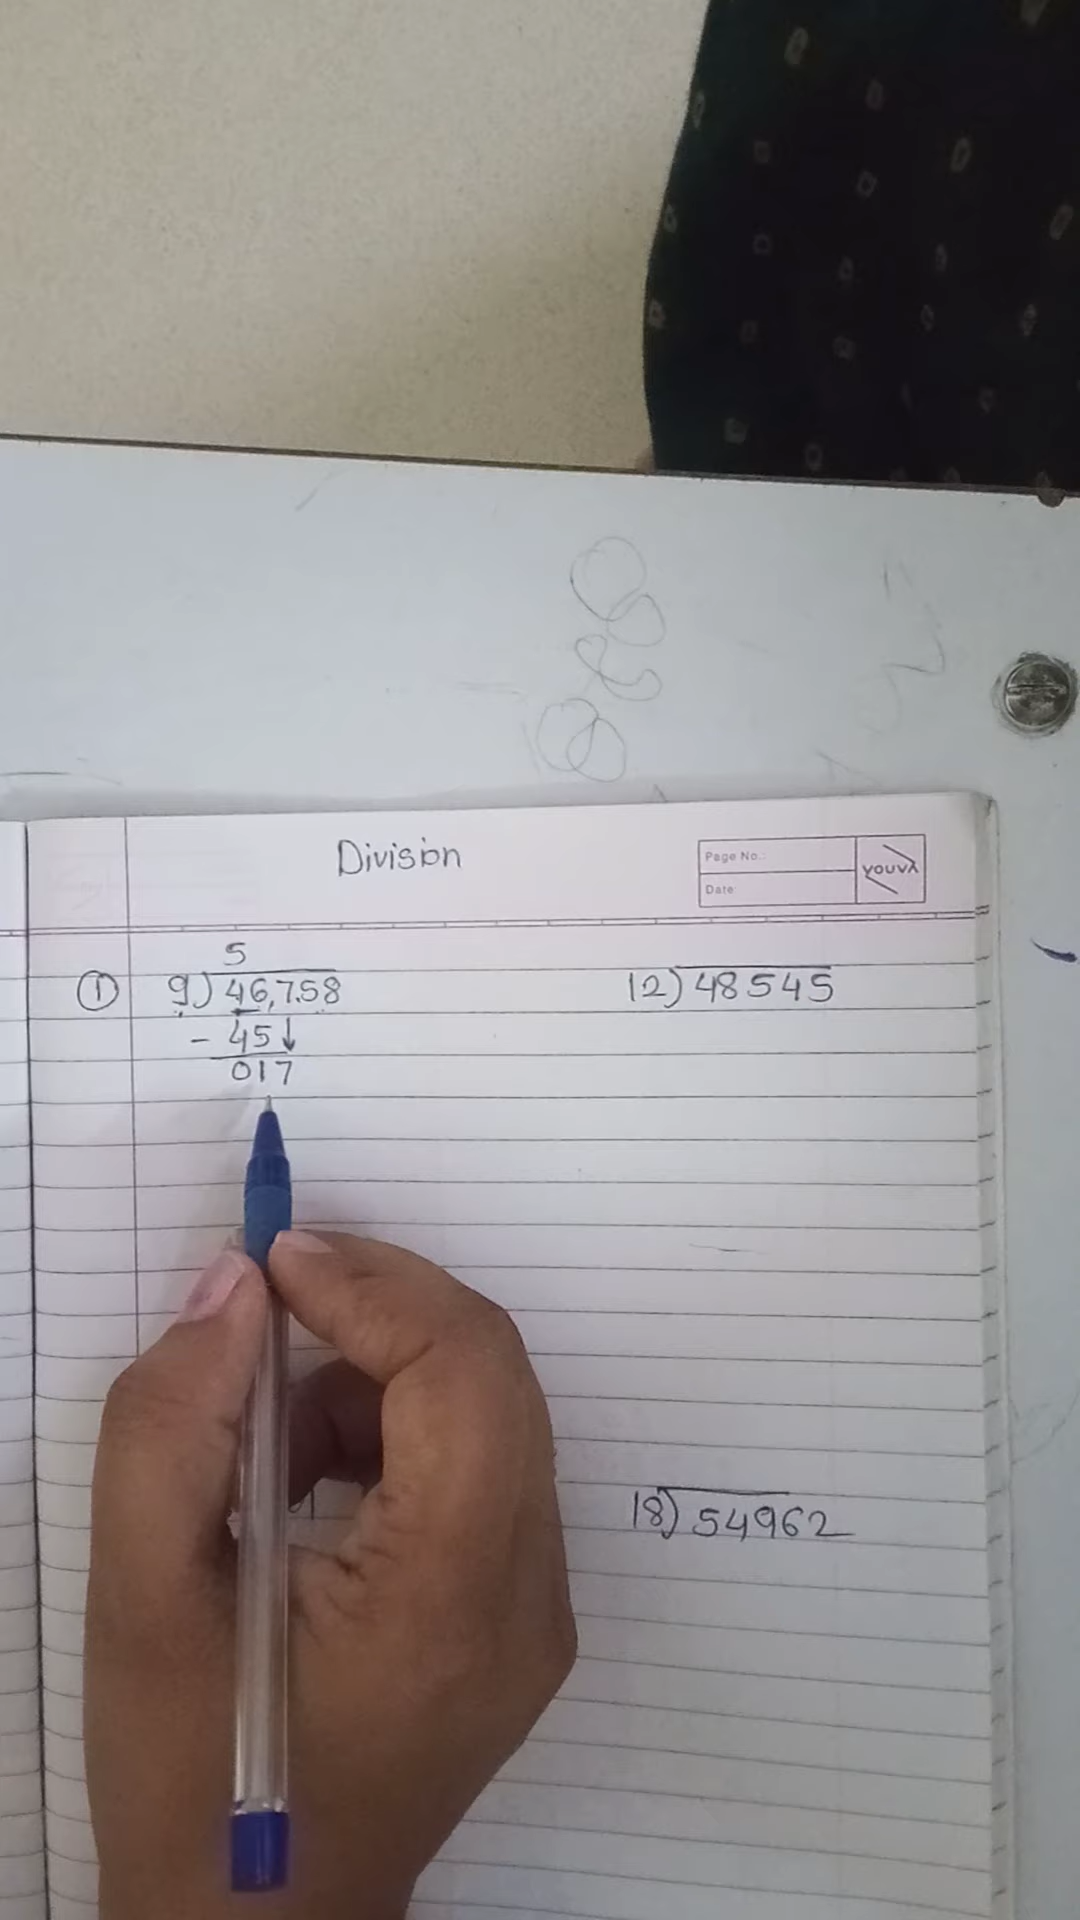 Division
Page No.:
Date:
youva
5
① 9) 46,758
- 45↓
017
12) 48545
18) 54962